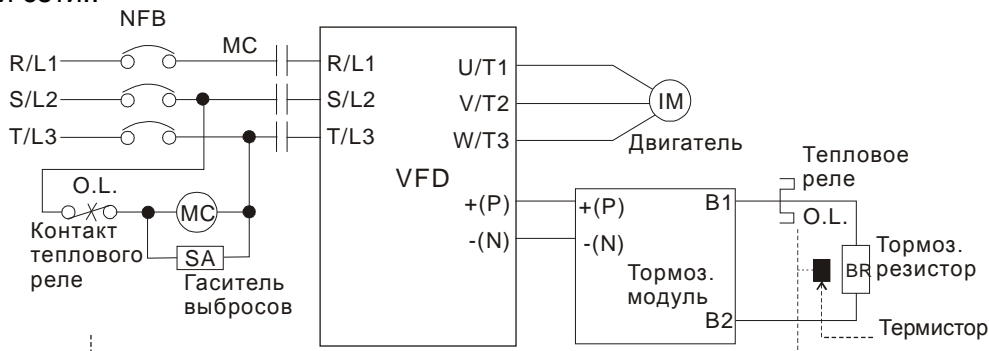 NFB
MC
R/L1
R/L1
U/T1
S/L2
S/L2
V/T2
IM
T/L3
T/L3
W/T3
Двигатель
VFD
Тепловое
реле
O.L.
O.L.
MC
+(P)
+(P)
B1
-(N)
-(N)
Контакт
теплового
реле
SA
Гаситель
выбросов
Тормоз.
модуль
B2
BR
Тормоз.
резистор
Термистор